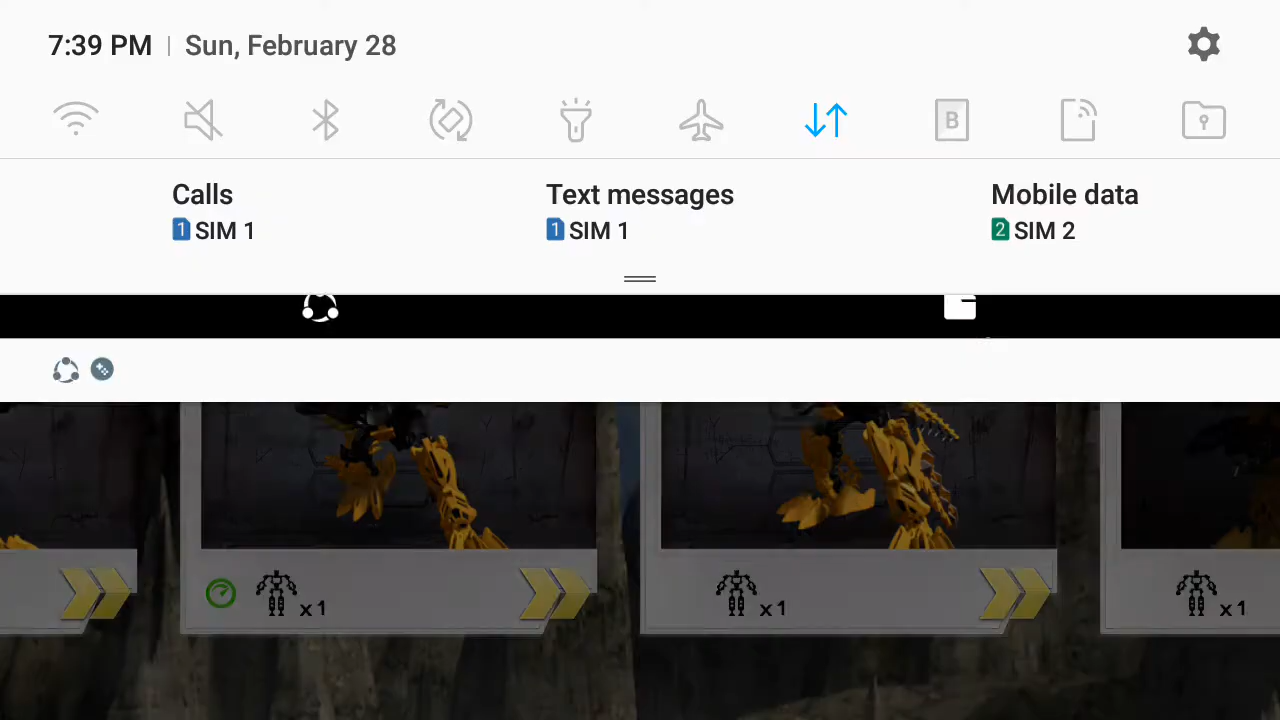 7:39 PM | Sun, February 28
B
Calls
1 SIM 1
Text messages
1 SIM 1
Mobile data
2 SIM 2
x 1
x 1
x 1